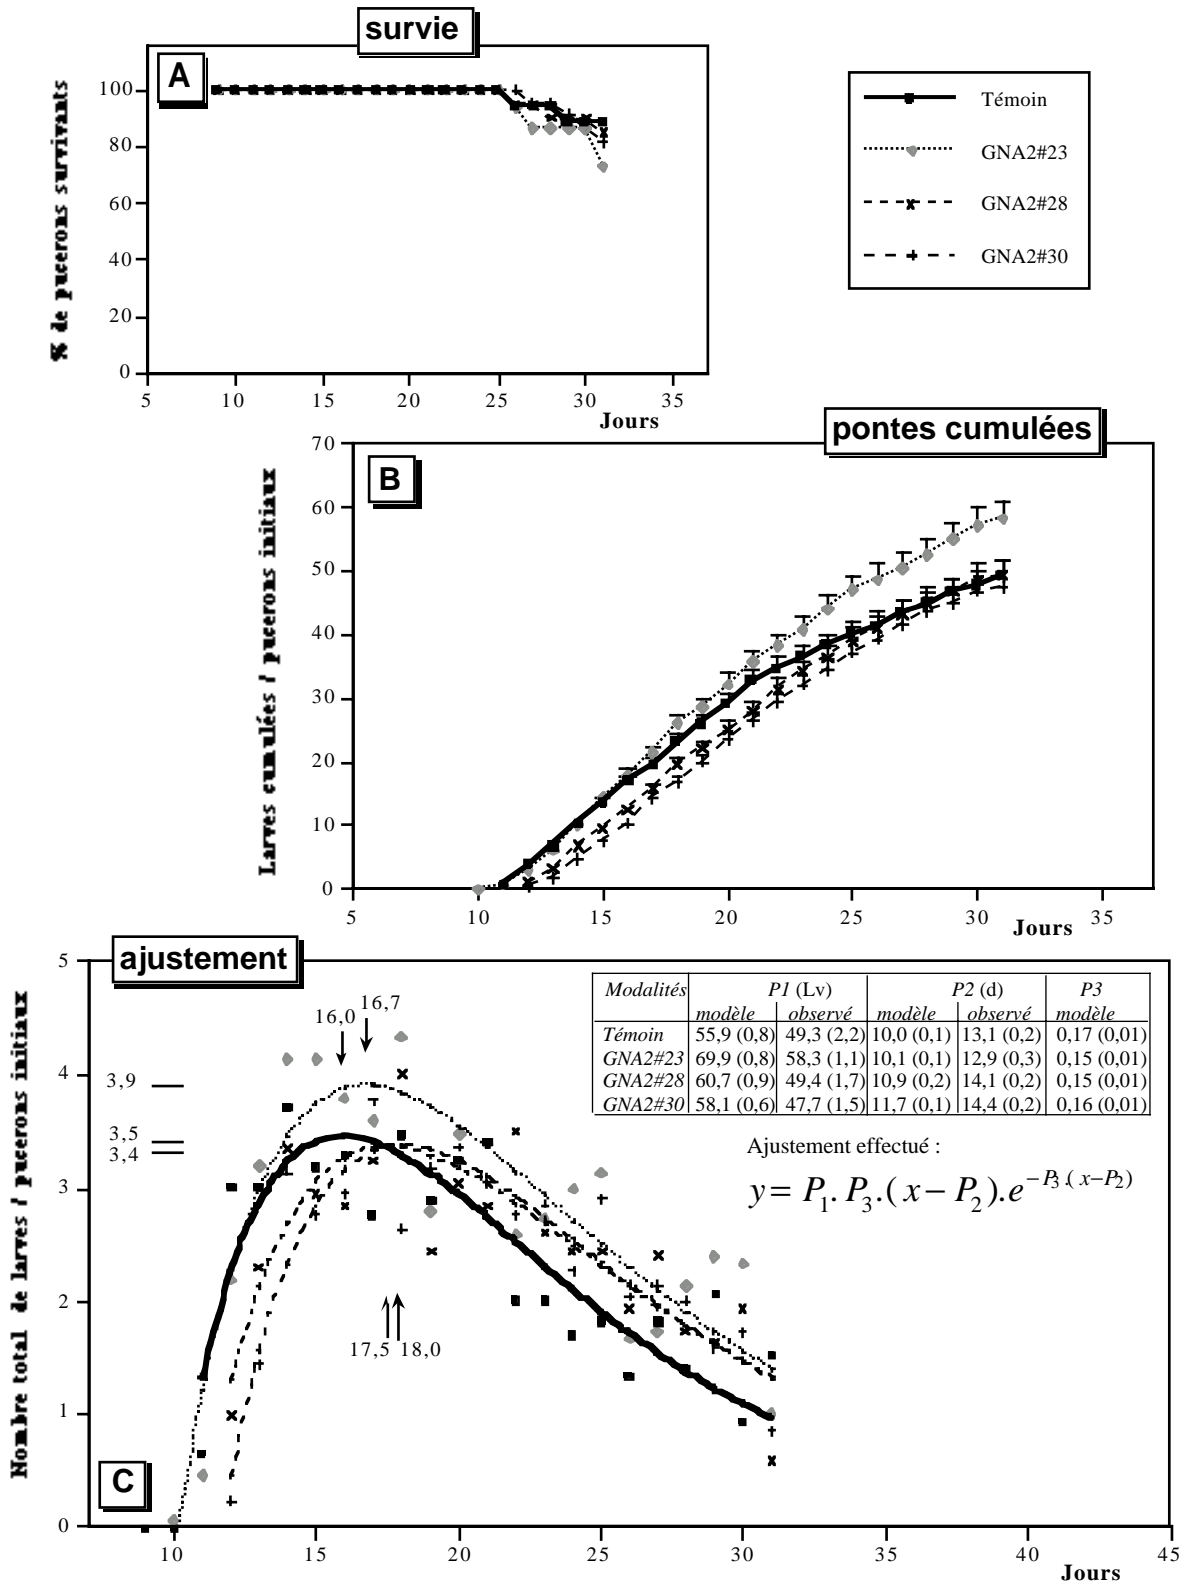 survie
A
% de pucerons survivants
100
80
60
40
20
0
5 10 15 20 25 30 35
Jours
Témoin
GNA2#23
GNA2#28
GNA2#30
pontes cumulées
B
Larves cumulées / pucerons initiaux
70
60
50
40
30
20
10
0
5 10 15 20 25 30 35
Jours
ajustement
C
Nombre total de larves / pucerons initiaux
5
4
3
2
1
0
3,9
3,5
3,4
16,0
16,7
17,5 18,0
10 15 20 25 30 35 40 45
Jours
Modalités P1 (Lv) P2 (d) P3
modèle observé modèle observé modèle
Témoin 55,9 (0,8) 49,3 (2,2) 10,0 (0,1) 13,1 (0,2) 0,17 (0,01)
GNA2#23 69,9 (0,8) 58,3 (1,1) 10,1 (0,1) 12,9 (0,3) 0,15 (0,01)
GNA2#28 60,7 (0,9) 49,4 (1,7) 10,9 (0,2) 14,1 (0,2) 0,15 (0,01)
GNA2#30 58,1 (0,6) 47,7 (1,5) 11,7 (0,1) 14,4 (0,2) 0,16 (0,01)
Ajustement effectué :
y = P₁. P₃.( x − P₂). e^(−P₃.( x−P₂))